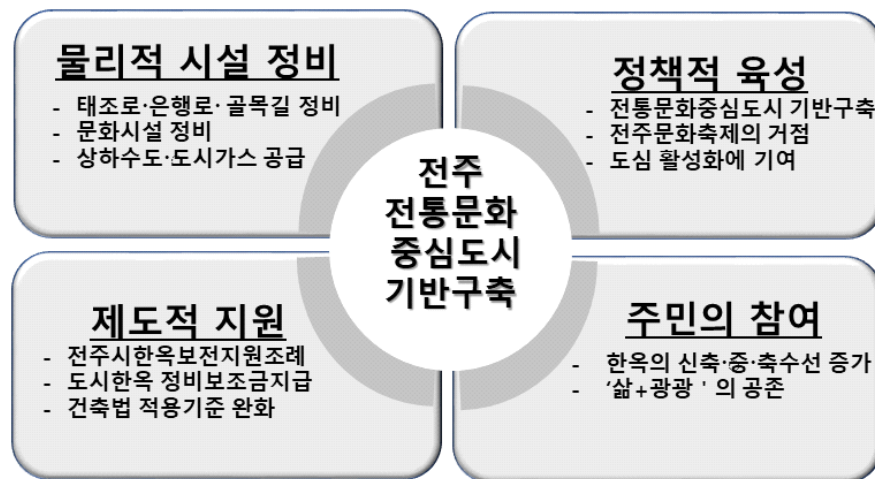 물리적 시설 정비
- 태조로·은행로· 골목길 정비
- 문화시설 정비
- 상하수도·도시가스 공급
정책적 육성
- 전통문화중심도시 기반구축
- 전주문화축제의 거점
- 도심 활성화에 기여
전주
전통문화
중심도시
기반구축
제도적 지원
- 전주시한옥보전지원조례
- 도시한옥 정비보조금지급
- 건축법 적용기준 완화
주민의 참여
- 한옥의 신축·중·축수선 증가
- ‘삶+광광 ' 의 공존